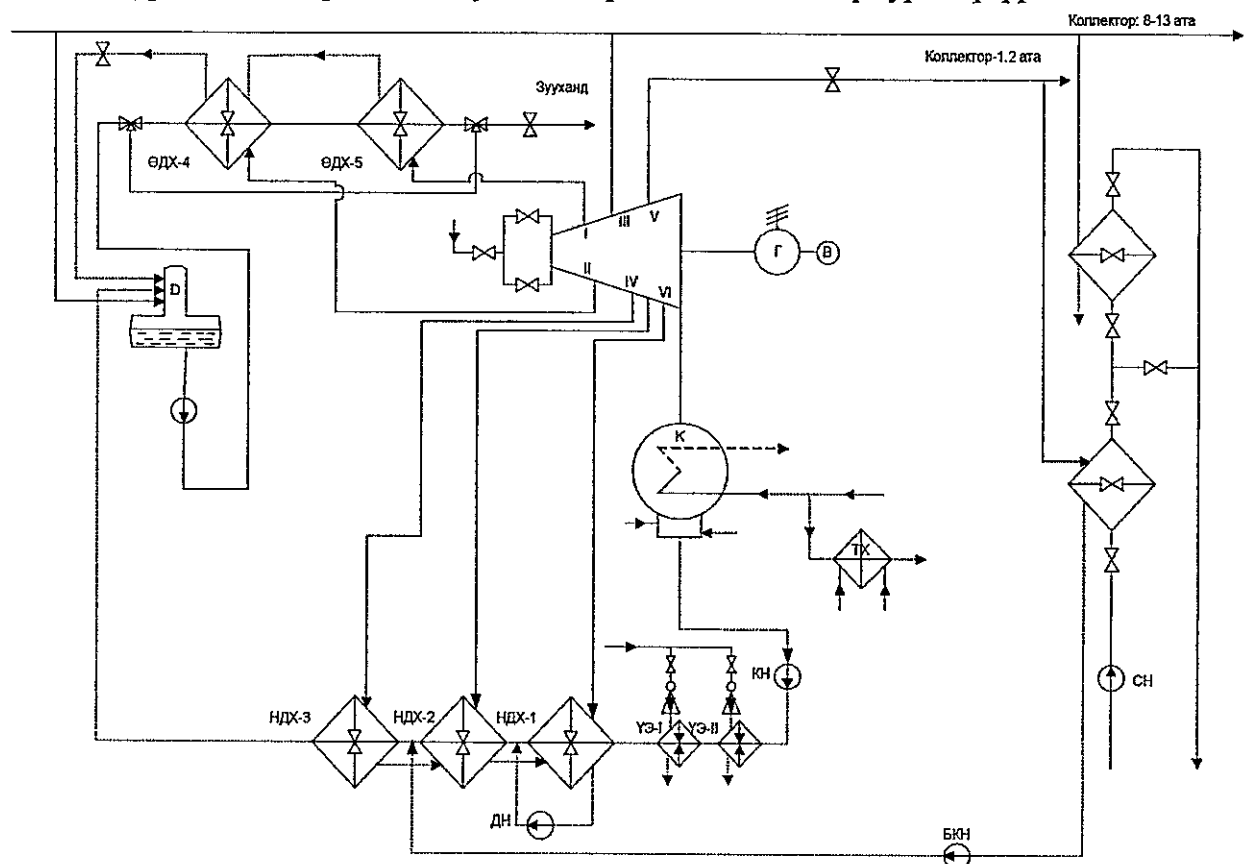 Коллектор: 8-13 ата
Коллектор-1.2 ата
Зууханд
ӨДХ-4
ӨДХ-5
III
V
I
II
IV
VI
Г
В
D
К
ТХ
КН
СН
НДХ-3
НДХ-2
НДХ-1
ҮЭ-I
ҮЭ-II
ДН
БКН